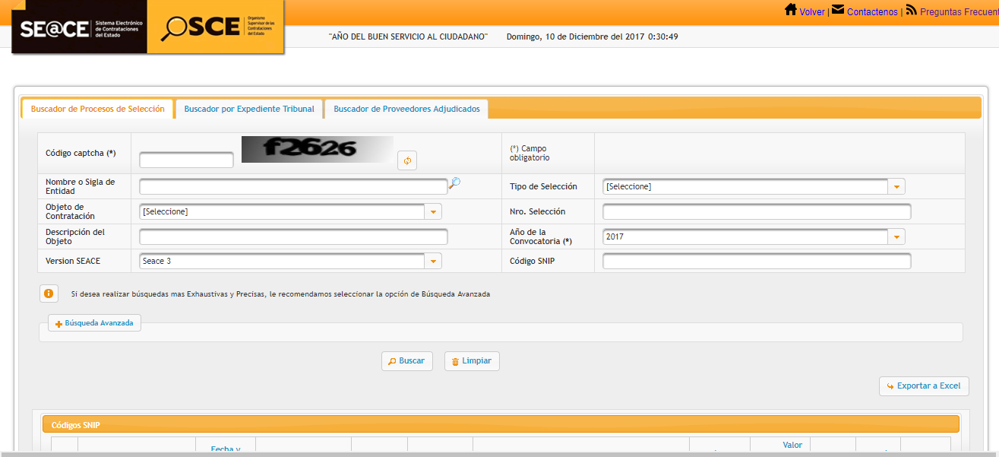 Volver | Contactenos | Preguntas Frecuent
SE@CE Sistema Electrónico
de Contrataciones
del Estado
OSCE Organismo
Supervisor de las
Contrataciones
del Estado
"AÑO DEL BUEN SERVICIO AL CIUDADANO" Domingo, 10 de Diciembre del 2017 0:30:49
Buscador de Procesos de Selección Buscador por Expediente Tribunal Buscador de Proveedores Adjudicados
Código captcha (*) f2626 (*) Campo
obligatorio
Nombre o Sigla de
Entidad
Tipo de Selección [Seleccione]
Objeto de
Contratación
[Seleccione] Nro. Selección
Descripción del
Objeto
Año de la
Convocatoria (*)
2017
Version SEACE Seace 3 Código SNIP
Si desea realizar búsquedas mas Exhaustivas y Precisas, le recomendamos seleccionar la opción de Búsqueda Avanzada
Búsqueda Avanzada
Buscar Limpiar
Exportar a Excel
Códigos SNIP
Fecha y Valor